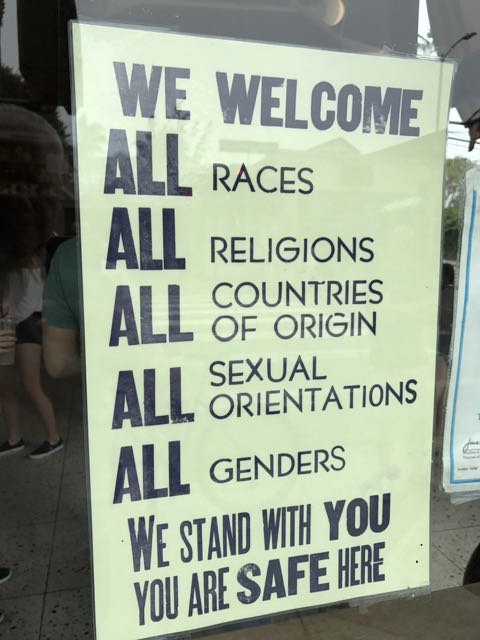 WE WELCOME
ALL RACES
ALL RELIGIONS
ALL COUNTRIES
OF ORIGIN
ALL SEXUAL
ORIENTATIONS
ALL GENDERS
WE STAND WITH YOU
YOU ARE SAFE HERE